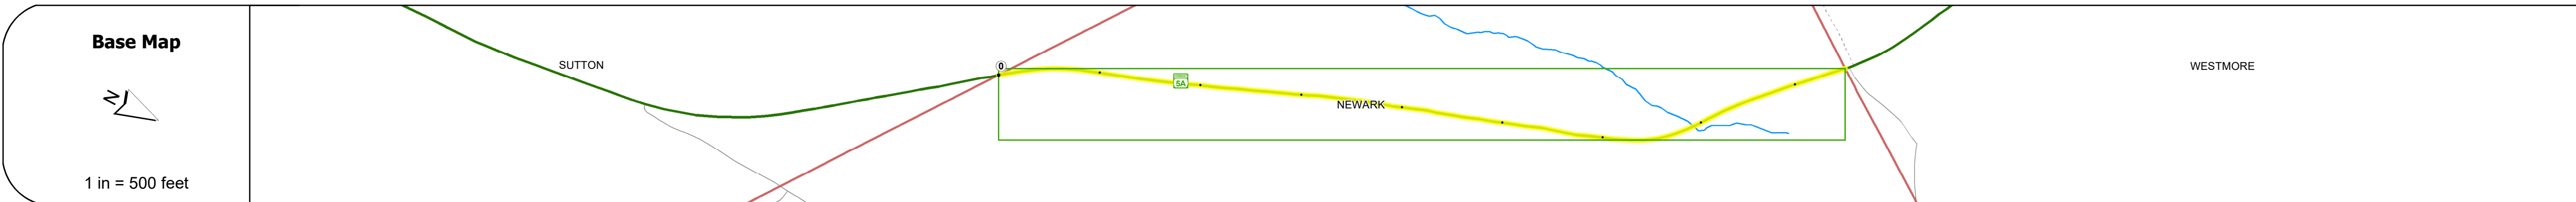 Base Map
N
1 in = 500 feet
SUTTON
0
5A
NEWARK
WESTMORE